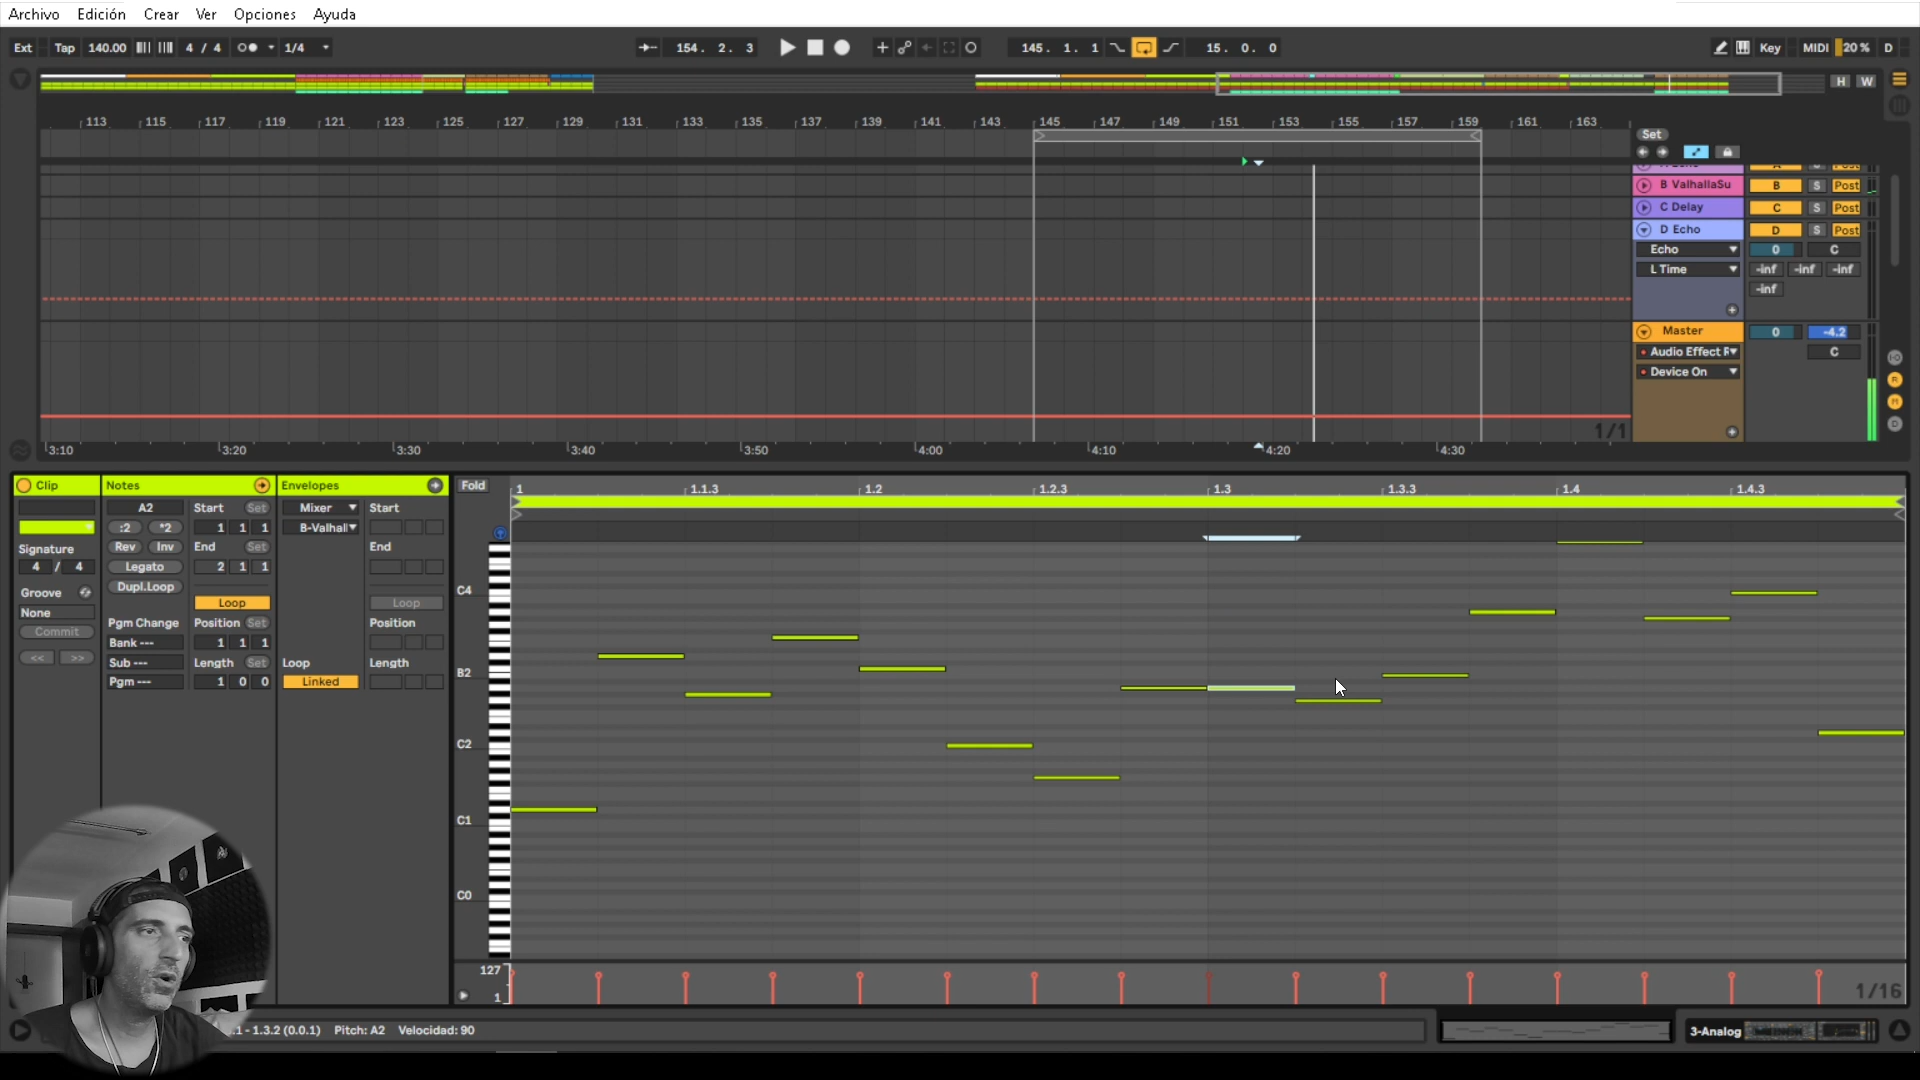 Archivo Edición Crear Ver Opciones Ayuda
Ext Tap 140.00 4 / 4 1/4 154. 2. 3 145. 1. 1 15. 0. 0 Key MIDI 20 % D
H W
113 115 117 119 121 123 125 127 129 131 133 135 137 139 141 143 145 147 149 151 153 155 157 159 161 163
Set
B ValhallaSu B S Post
C Delay C S Post
D Echo D S Post
Echo 0 C
L Time -inf -inf -inf
-inf
Master 0 -4.2
Audio Effect R C
Device On
1/1
3:10 3:20 3:30 3:40 3:50 4:00 4:10 4:20 4:30
Clip Notes Envelopes Fold 1 1.1.3 1.2 1.2.3 1.3 1.3.3 1.4 1.4.3
A2 Start Set Mixer Start
:2 *2 1 1 1 B-Valhall
Signature Rev Inv End Set End
4 / 4 Legato 2 1 1
Groove Dupl.Loop
None Loop Loop
Commit Pgm Change Position Set Position
Bank --- 1 1 1
<< >> Sub --- Length Set Loop Length
Pgm --- 1 0 0 Linked
C4
B2
C2
C1
C0
127
1
1/16
.1 - 1.3.2 (0.0.1) Pitch: A2 Velocidad: 90 3-Analog